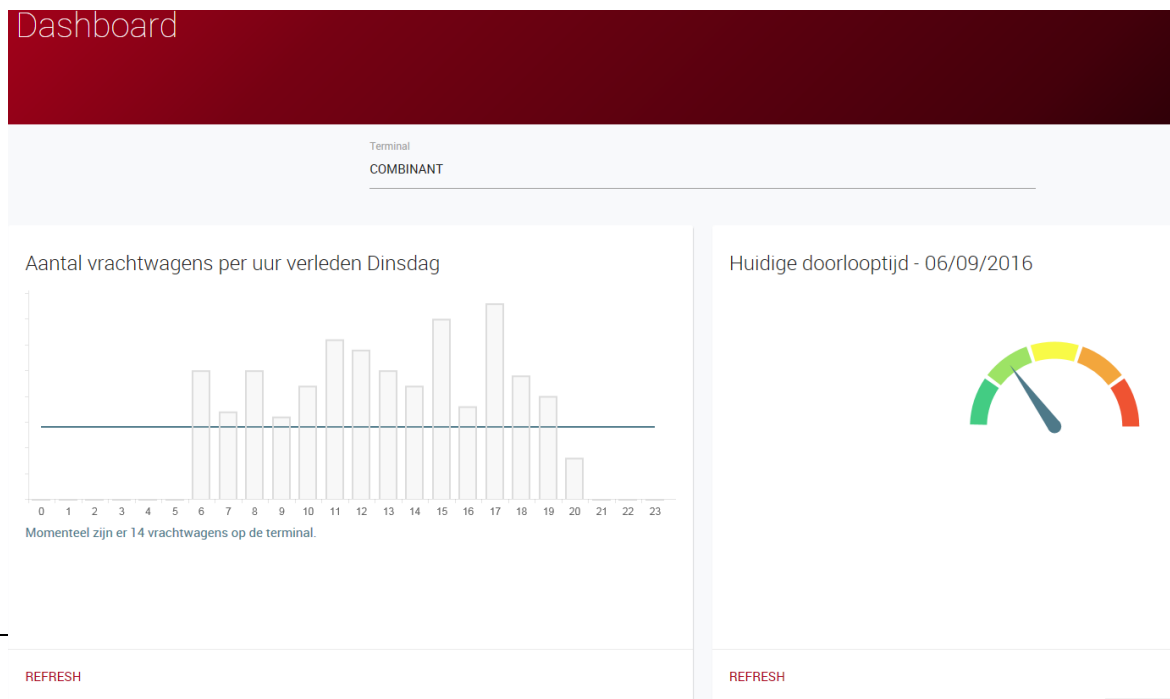 Dashboard
Terminal
COMBINANT
Aantal vrachtwagens per uur verleden Dinsdag
0 1 2 3 4 5 6 7 8 9 10 11 12 13 14 15 16 17 18 19 20 21 22 23
Momenteel zijn er 14 vrachtwagens op de terminal.
REFRESH
Huidige doorlooptijd - 06/09/2016
REFRESH